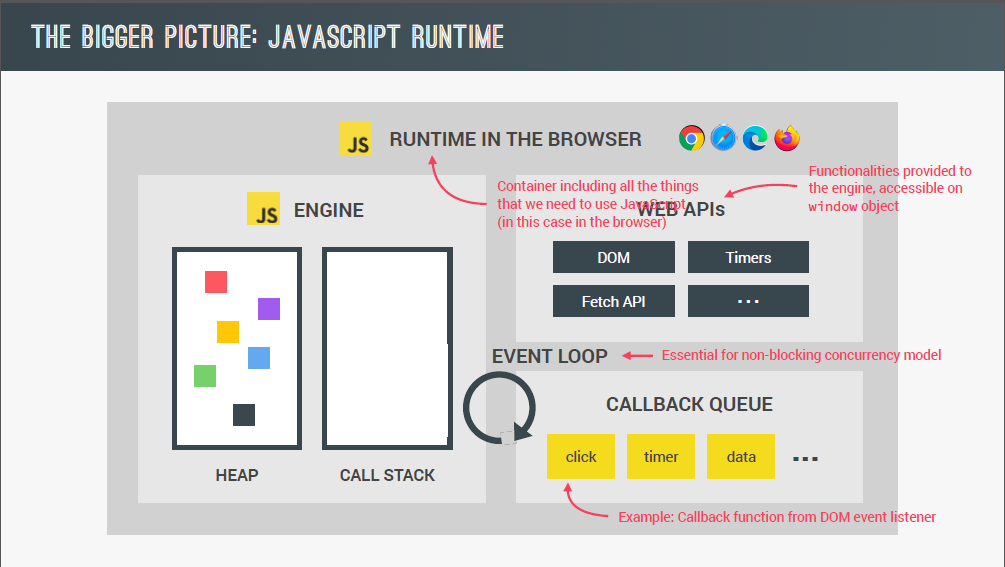 THE BIGGER PICTURE: JAVASCRIPT RUNTIME
JS RUNTIME IN THE BROWSER
Container including all the things
that we need to use JavaScript
(in this case in the browser)
Functionalities provided to
the engine, accessible on
window object
JS ENGINE
HEAP
CALL STACK
WEB APIs
DOM
Timers
Fetch API
...
EVENT LOOP
Essential for non-blocking concurrency model
CALLBACK QUEUE
click
timer
data
...
Example: Callback function from DOM event listener